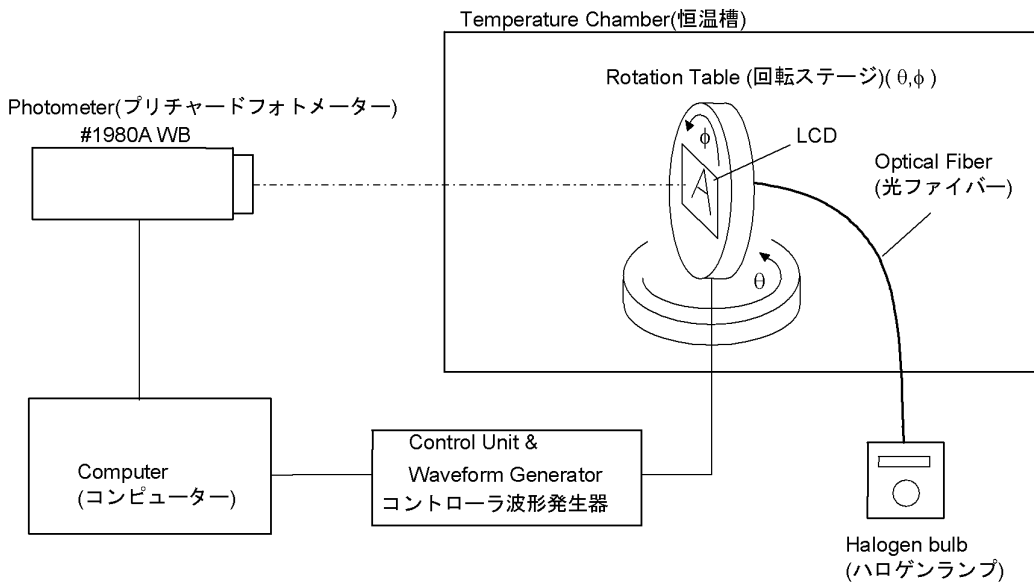 Temperature Chamber(恒温槽)
Rotation Table (回転ステージ)( θ,ϕ )
Photometer(プリチャードフォトメーター)
#1980A WB
ϕ
LCD
A
Optical Fiber
(光ファイバー)
θ
Computer
(コンピューター)
Control Unit &
Waveform Generator
コントローラ波形発生器
Halogen bulb
(ハロゲンランプ)